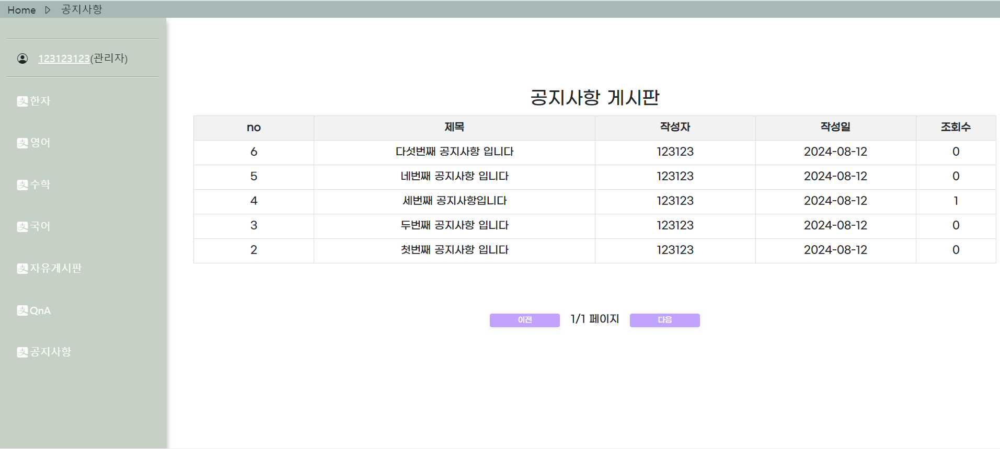 Home ▷ 공지사항
123123123(관리자)
한자
영어
수학
국어
자유게시판
QnA
공지사항
공지사항 게시판
no 제목 작성자 작성일 조회수
6 다섯번째 공지사항 입니다 123123 2024-08-12 0
5 네번째 공지사항 입니다 123123 2024-08-12 0
4 세번째 공지사항입니다 123123 2024-08-12 1
3 두번째 공지사항 입니다 123123 2024-08-12 0
2 첫번째 공지사항 입니다 123123 2024-08-12 0
이전 1/1 페이지 다음